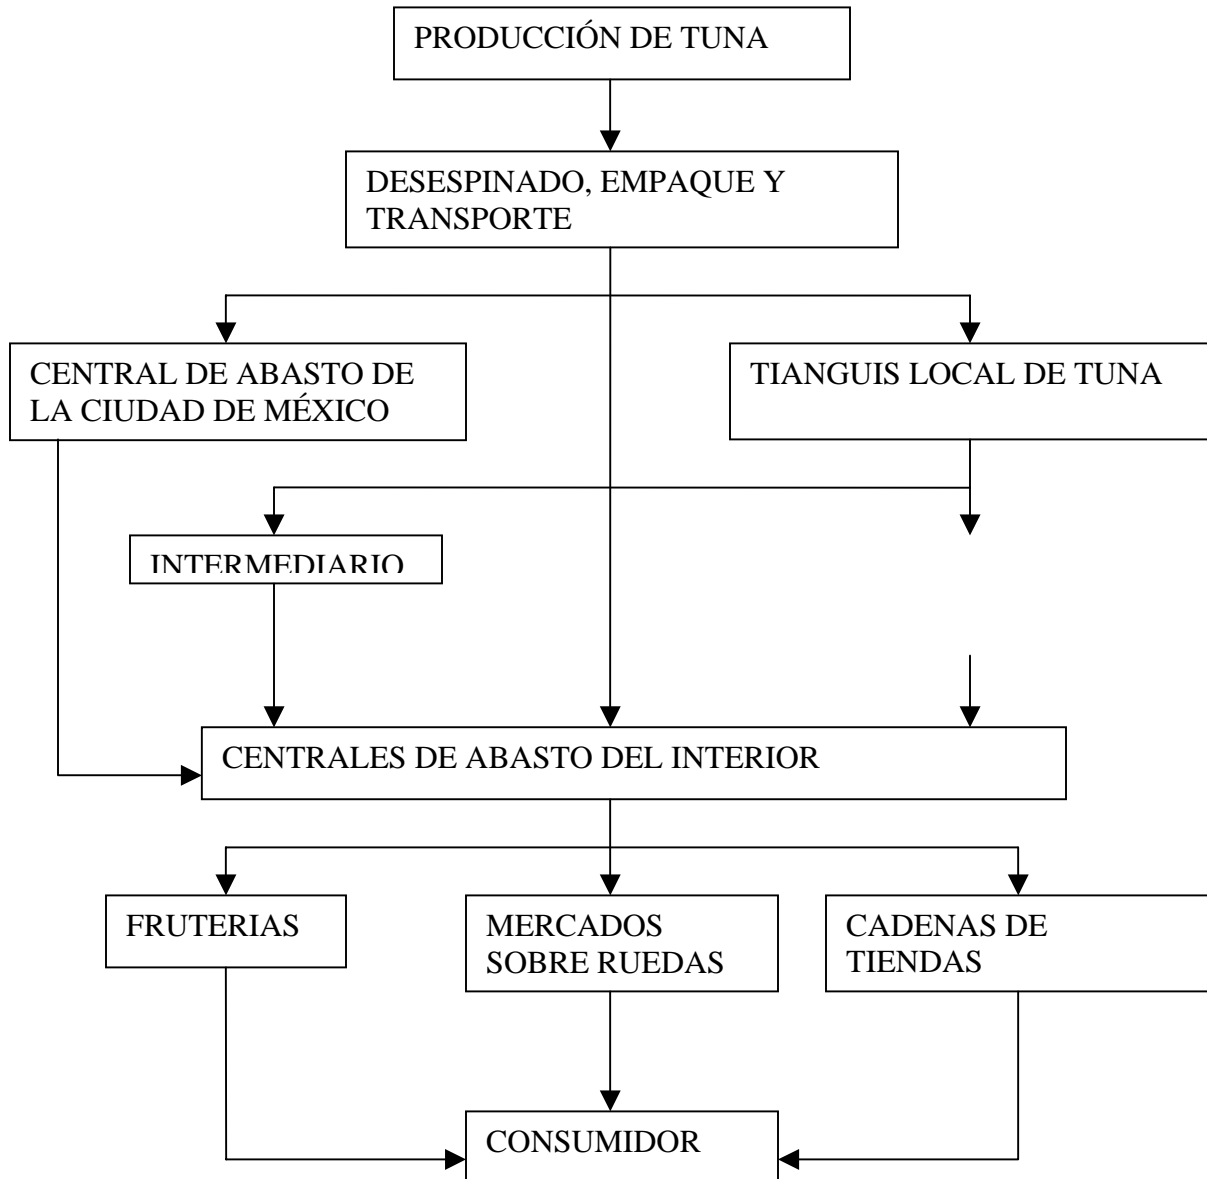 PRODUCCIÓN DE TUNA
DESESPINADO, EMPAQUE Y
TRANSPORTE
CENTRAL DE ABASTO DE
LA CIUDAD DE MÉXICO
TIANGUIS LOCAL DE TUNA
INTERMEDIARIO
CENTRALES DE ABASTO DEL INTERIOR
FRUTERIAS
MERCADOS
SOBRE RUEDAS
CADENAS DE
TIENDAS
CONSUMIDOR